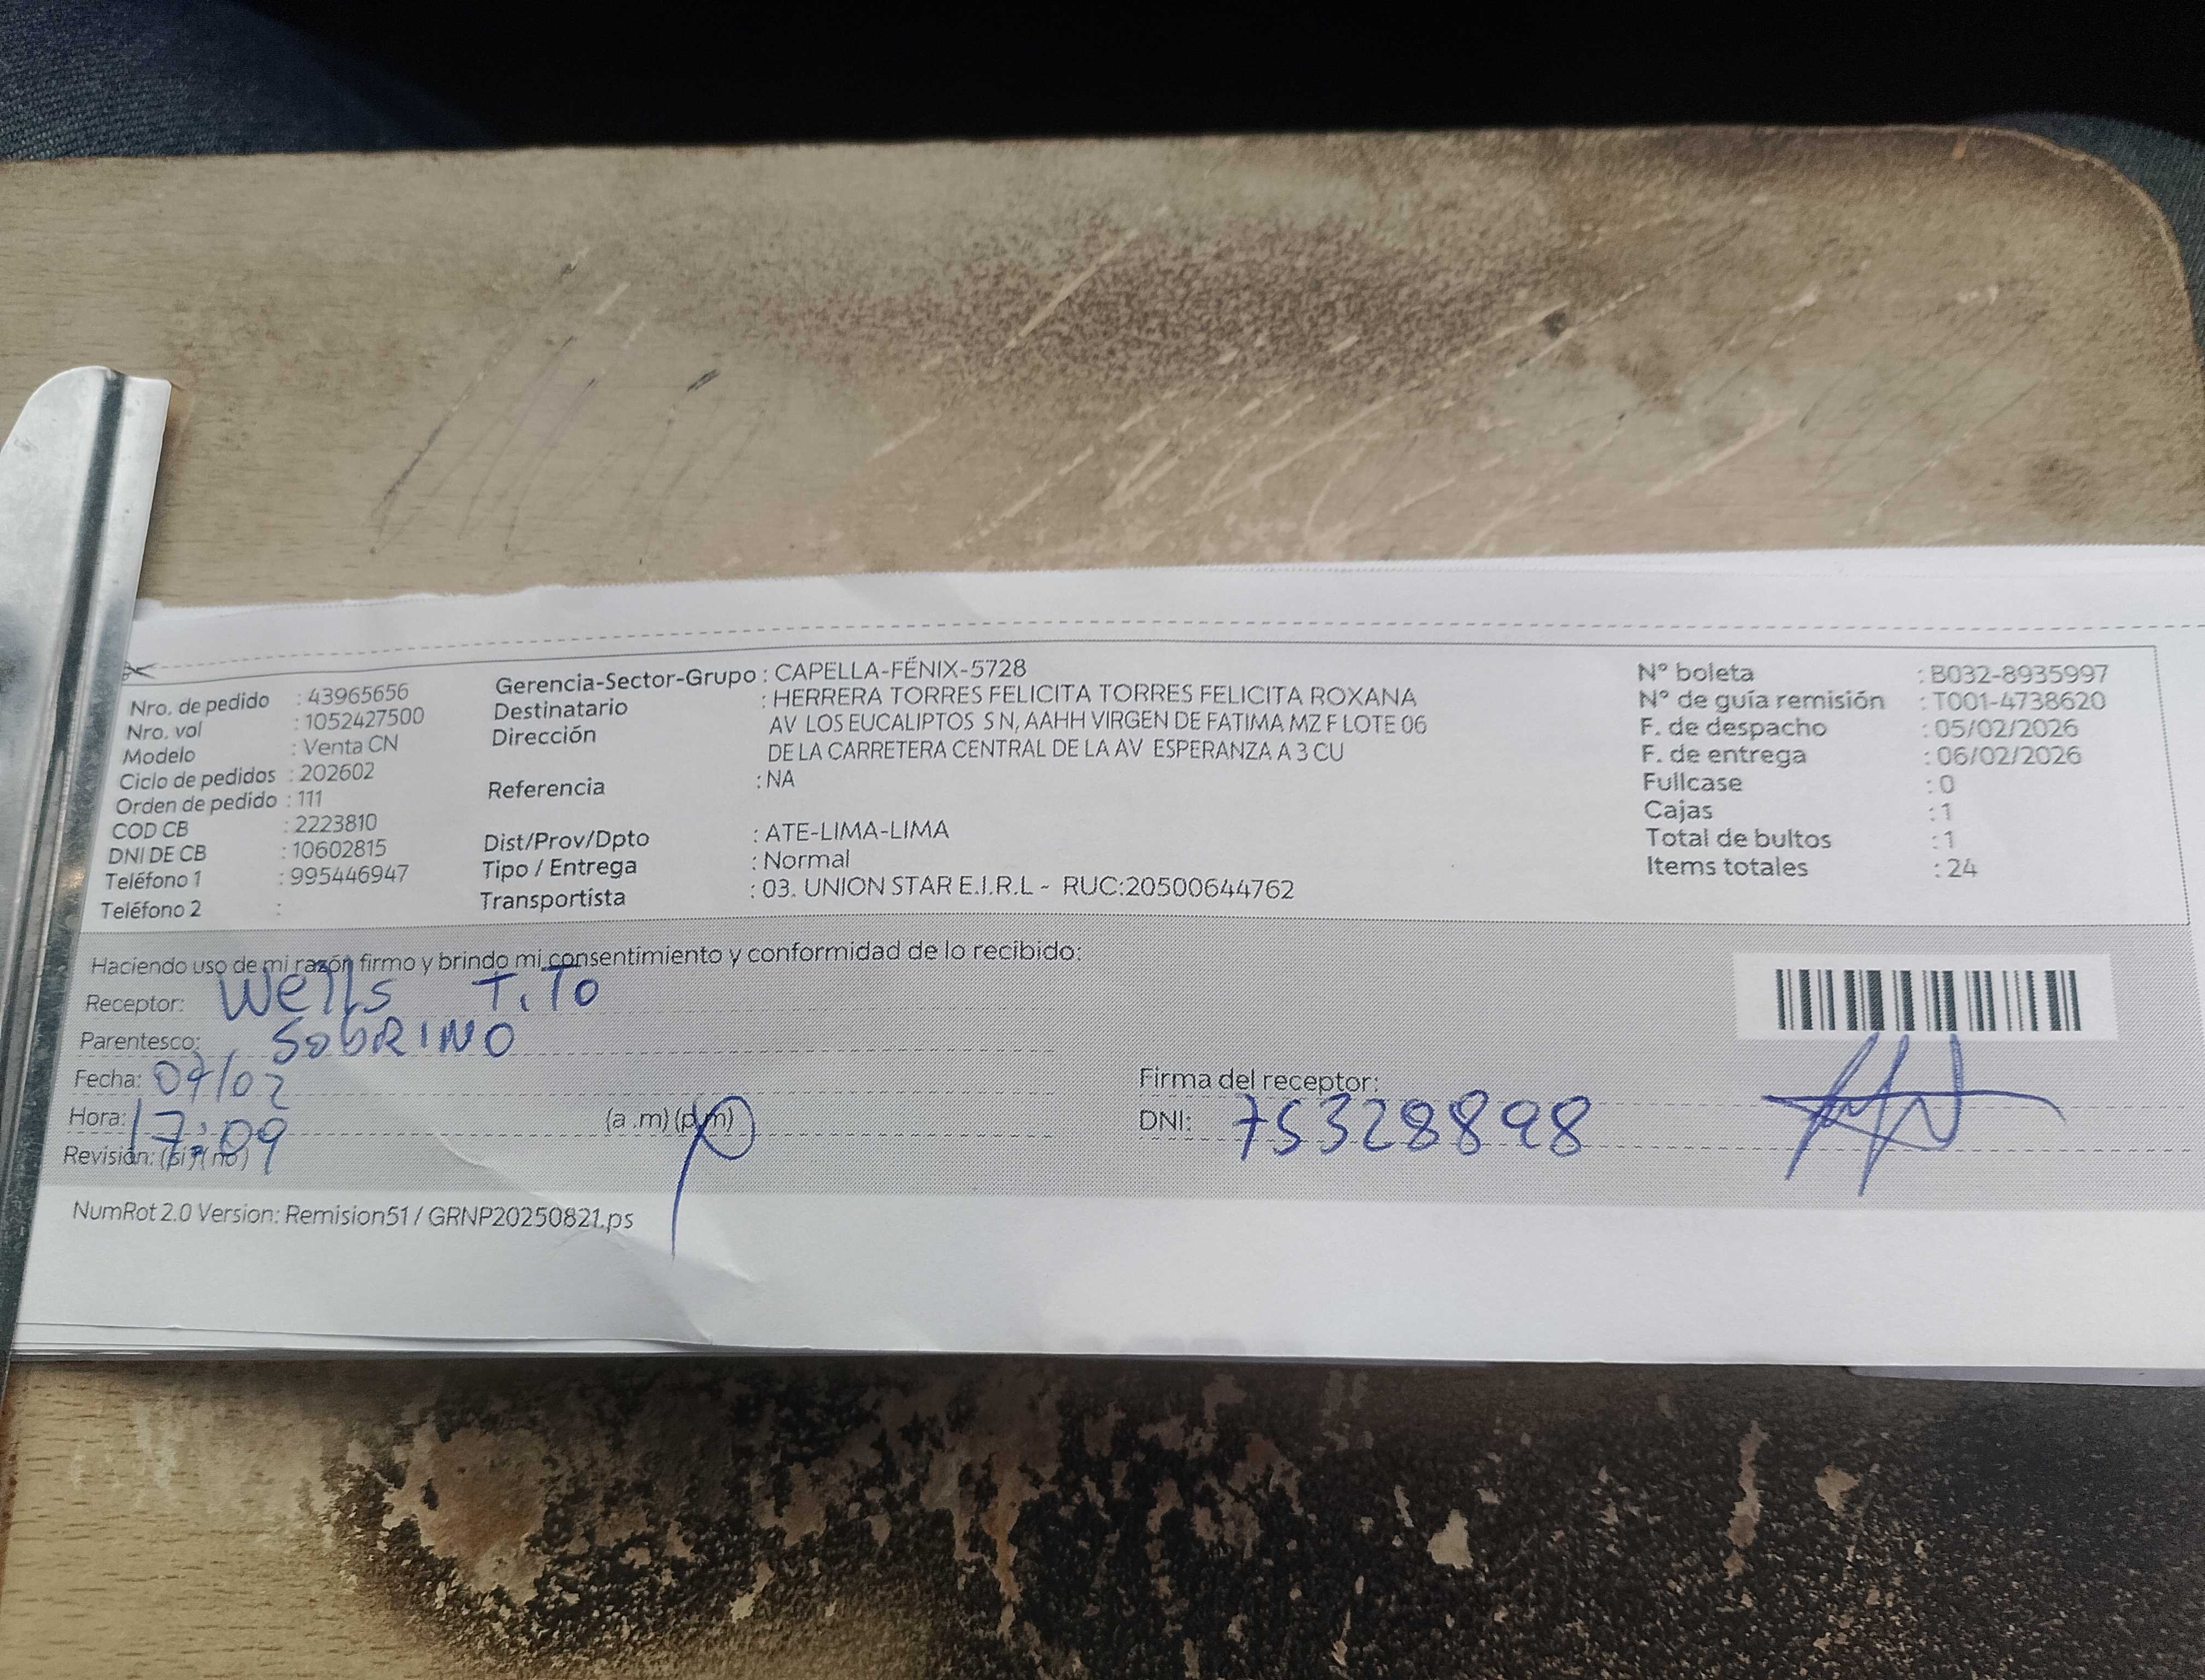 Nro. de pedido : 43965656
Nro. vol : 1052427500
Modelo : Venta CN
Ciclo de pedidos : 202602
Orden de pedido : 111
COD CB : 2223810
DNI DE CB : 10602815
Teléfono 1 : 995446947
Teléfono 2 :
Gerencia-Sector-Grupo : CAPELLA-FÉNIX-5728
Destinatario : HERRERA TORRES FELICITA TORRES FELICITA ROXANA
Dirección AV LOS EUCALIPTOS S N, AAHH VIRGEN DE FATIMA MZ F LOTE 06
DE LA CARRETERA CENTRAL DE LA AV ESPERANZA A 3 CU
Referencia : NA
Dist/Prov/Dpto : ATE-LIMA-LIMA
Tipo / Entrega : Normal
Transportista : 03. UNION STAR E.I.R.L - RUC:20500644762
N° boleta : B032-8935997
N° de guía remisión : T001-4738620
F. de despacho : 05/02/2026
F. de entrega : 06/02/2026
Fullcase : 0
Cajas : 1
Total de bultos : 1
Items totales : 24
Haciendo uso de mi razón firmo y brindo mi consentimiento y conformidad de lo recibido:
Receptor: Wells T.To
Parentesco: SobRINO
Fecha: 07/02
Hora: 17:09 (a .m) (p.m)
Revisión: (si) (no)
Firma del receptor:
DNI: 75328898
NumRot 2.0 Version: Remision51 / GRNP20250821.ps